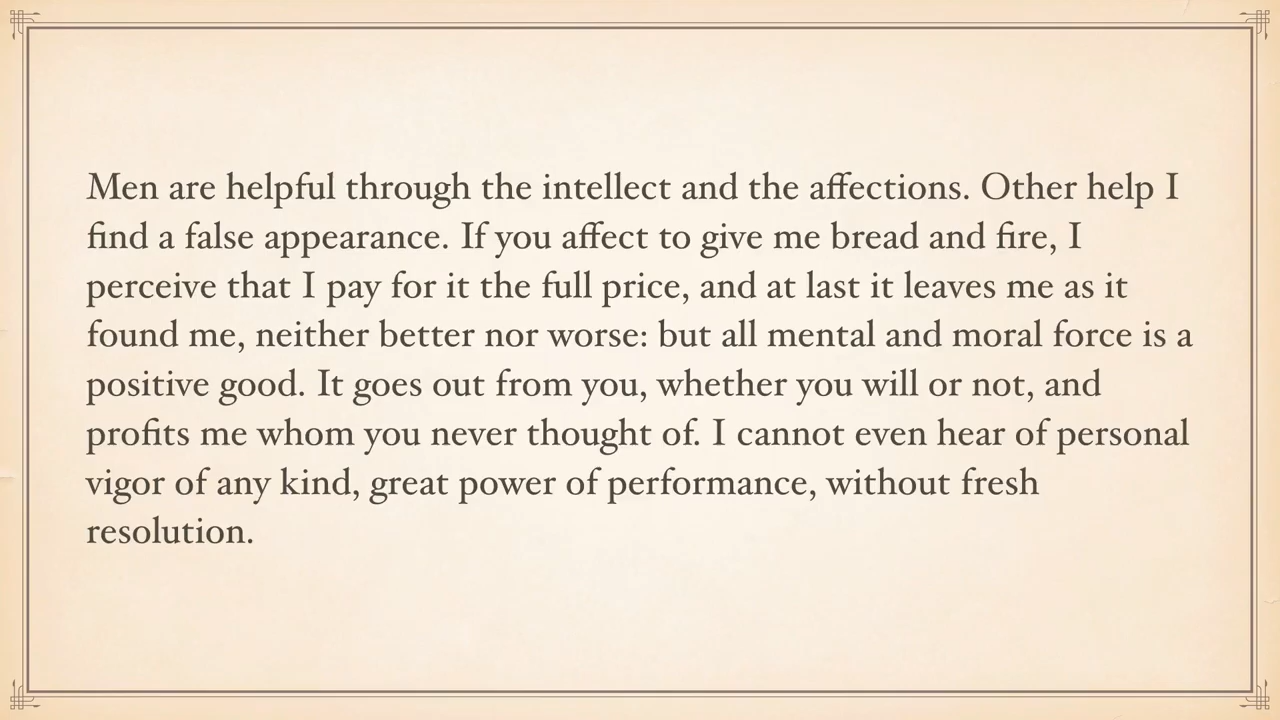 Men are helpful through the intellect and the affections. Other help I
find a false appearance. If you affect to give me bread and fire, I
perceive that I pay for it the full price, and at last it leaves me as it
found me, neither better nor worse: but all mental and moral force is a
positive good. It goes out from you, whether you will or not, and
profits me whom you never thought of. I cannot even hear of personal
vigor of any kind, great power of performance, without fresh
resolution.